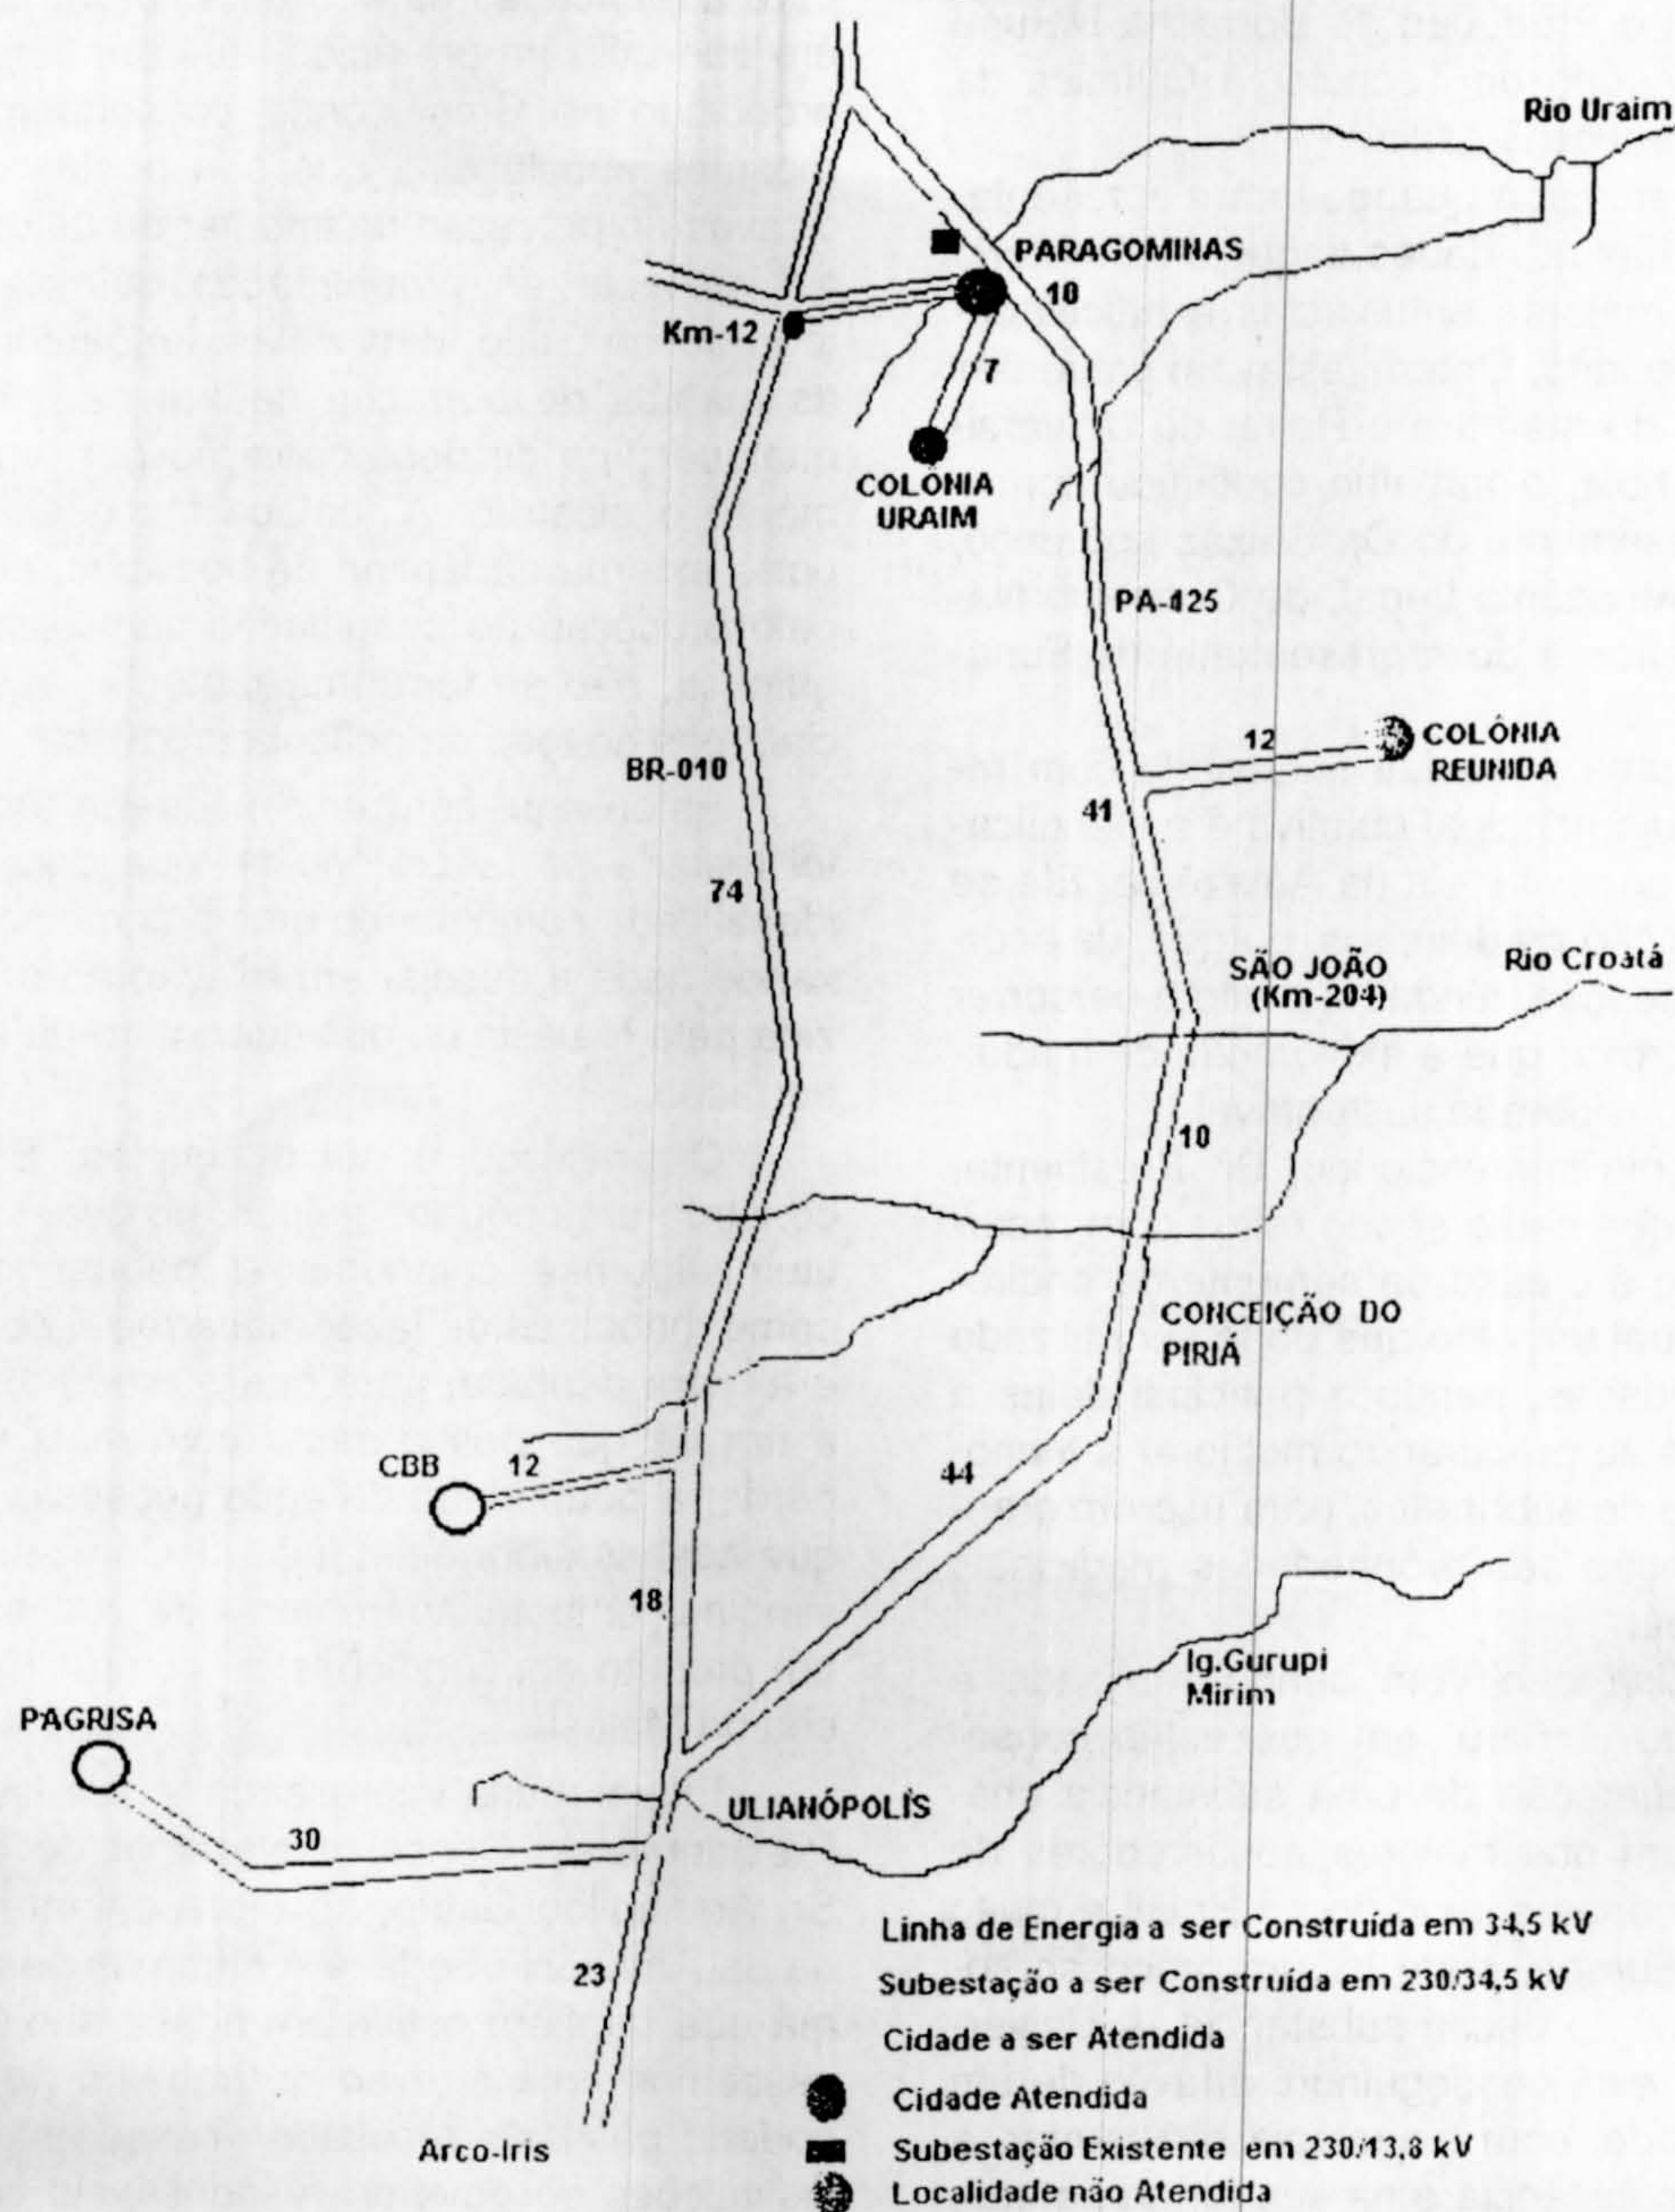 Rio Uraim
PARAGOMINAS
10
Km-12
7
COLÔNIA
URAIM
PA-125
BR-010
12
COLÔNIA
REUNIDA
41
74
SÃO JOÃO
(Km-204)
Rio Croatá
10
CONCEIÇÃO DO
PIRIÁ
CBB
12
44
18
Ig.Gurupi
Mirim
PAGRISA
ULIANÓPOLIS
30
23
Arco-Iris
Linha de Energia a ser Construída em 34,5 kV
Subestação a ser Construída em 230/34,5 kV
Cidade a ser Atendida
Cidade Atendida
Subestação Existente em 230/13,8 kV
Localidade não Atendida